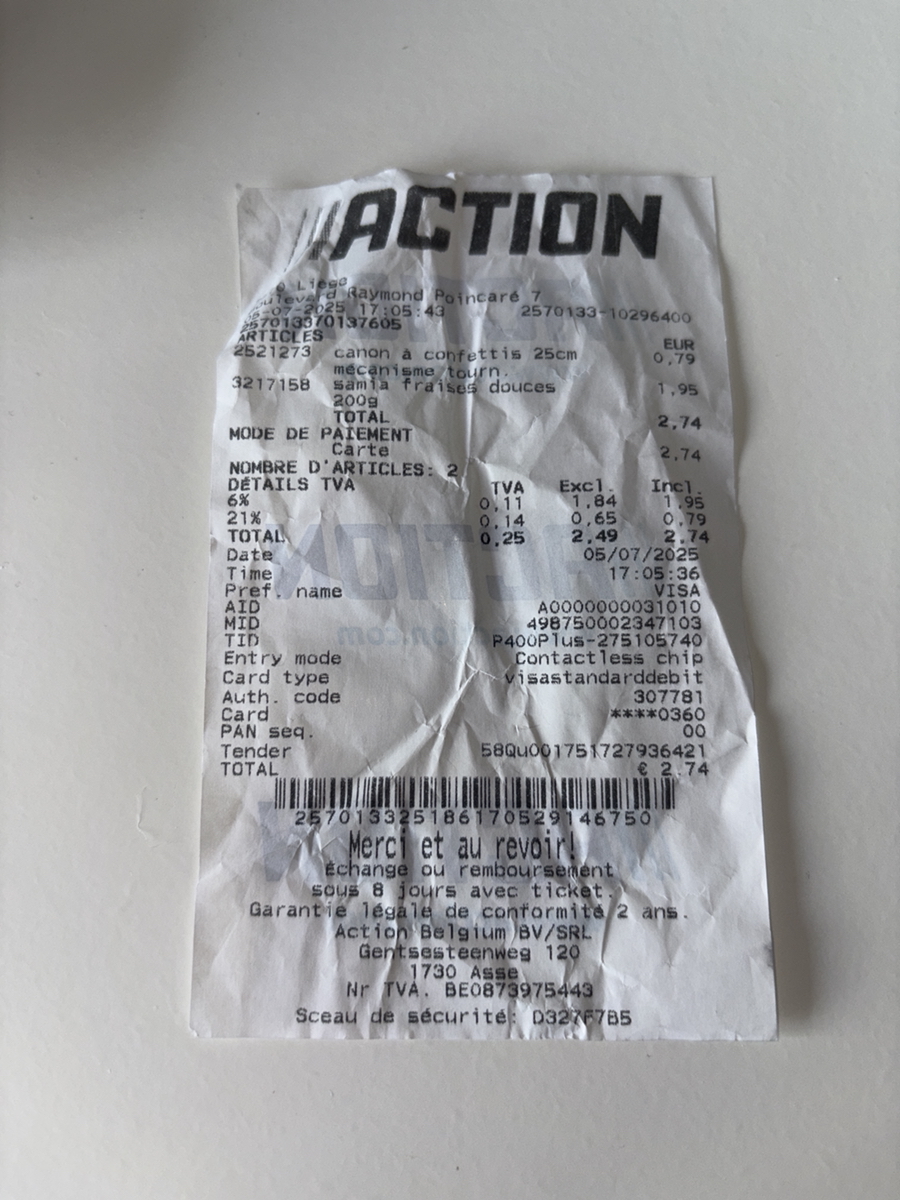 ACTION
Liège
Boulevard Raymond Poincaré 7
05-07-2025 17:05:43 2570133-10296400
257013370137605
ARTICLES EUR
2521273 canon à confettis 25cm 0,79
mécanisme tourn.
3217158 samia fraises douces 1,95
200g
TOTAL 2,74
MODE DE PAIEMENT
Carte 2,74
NOMBRE D'ARTICLES: 2
DÉTAILS TVA TVA Excl. Incl.
6% 0,11 1,84 1,95
21% 0,14 0,65 0,79
TOTAL 0,25 2,49 2,74
Date 05/07/2025
Time 17:05:36
Pref. name VISA
AID A0000000031010
MID 498750002347103
TID P400Plus-275105740
Entry mode Contactless chip
Card type visastandarddebit
Auth. code 307781
Card ****0360
PAN seq. 00
Tender 58Qu001751727936421
TOTAL € 2.74
257013325186170529146750
Merci et au revoir!
Échange ou remboursement
sous 8 jours avec ticket.
Garantie légale de conformité 2 ans.
Action Belgium BV/SRL
Gentsesteenweg 120
1730 Asse
Nr TVA. BE0873975443
Sceau de sécurité: D327F7B5